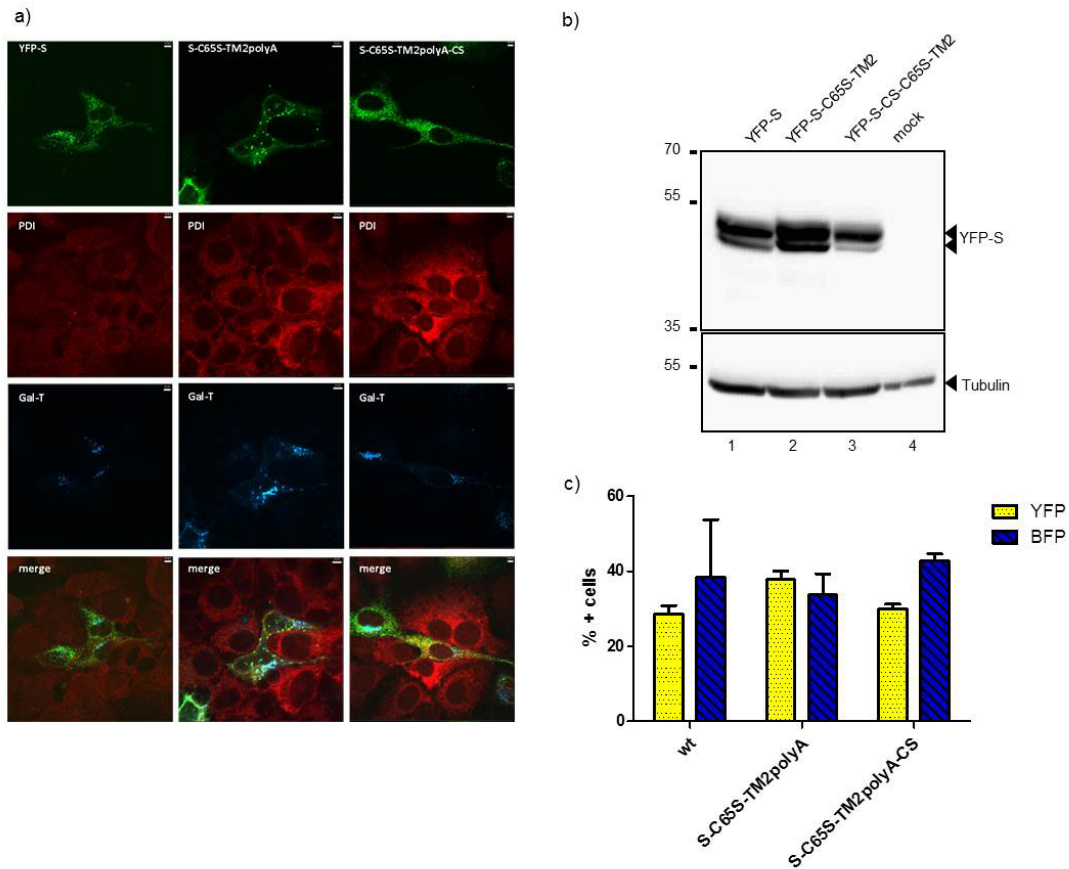 a)
YFP-S
S-C65S-TM2polyA
S-C65S-TM2polyA-CS
PDI
PDI
PDI
Gal-T
Gal-T
Gal-T
merge
merge
merge
b)
YFP-S
YFP-S-C65S-TM2
YFP-S-CS-C65S-TM2
mock
70
55
YFP-S
35
55
Tubulin
1 2 3 4
c)
% + cells
60
40
20
0
wt
S-C65S-TM2polyA
S-C65S-TM2polyA-CS
YFP
BFP